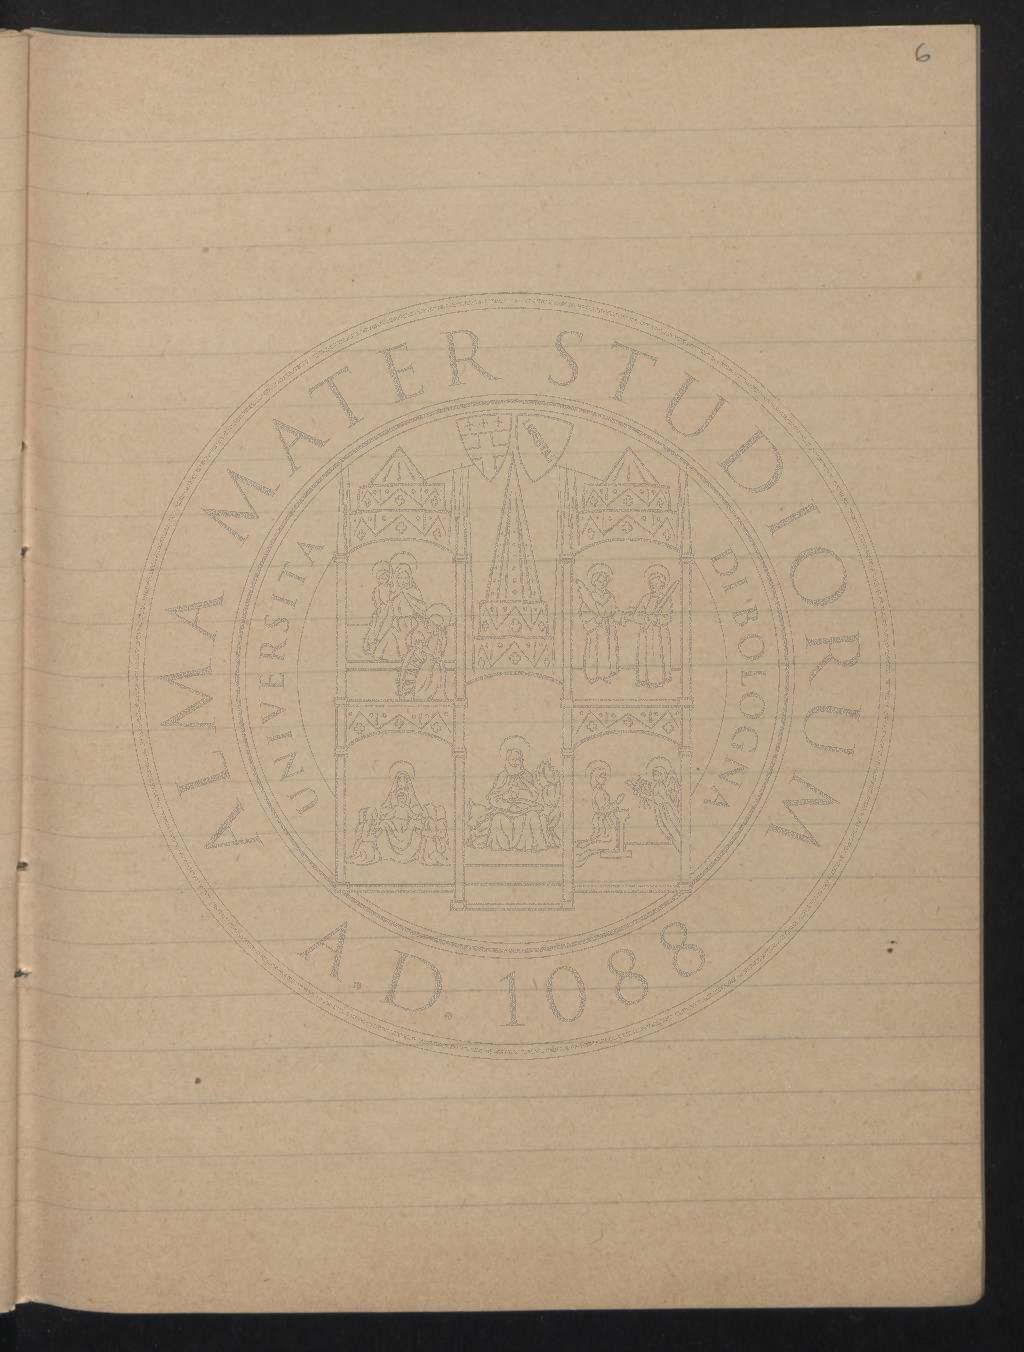 6
ALMA MATER STUDIORUM
UNIVERSITA DI BOLOGNA
A.D. 1088